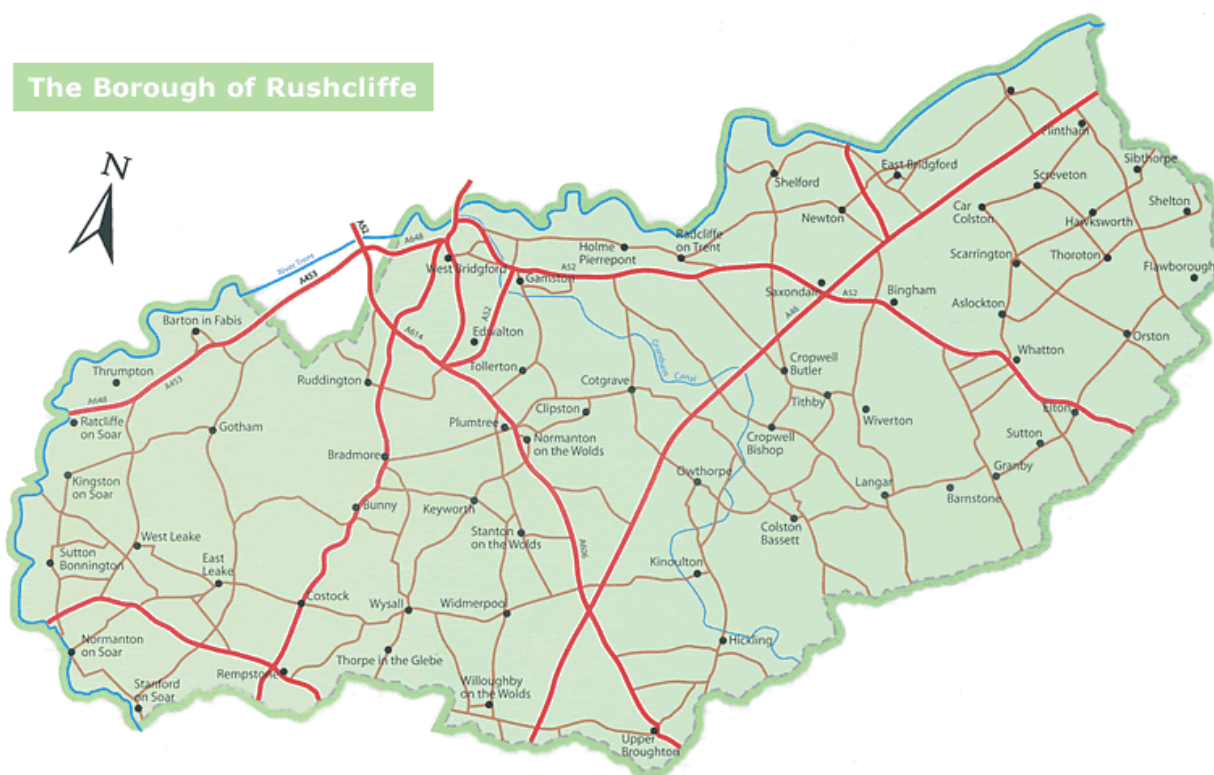 The Borough of Rushcliffe
N
Flintham
Sibthorpe
East Bridgford
Screveton
Shelford
Shelton
Car
Colston
Newton
Hawksworth
A52
A648
Radcliffe
on Trent
Holme
Pierrepont
Scarrington
Thoroton
River Trent
A453
West Bridgford
A52
Flawborough
Gamston
Saxondale
A52
Bingham
Aslockton
A46
A52
Barton in Fabis
A614
Edwalton
Orston
Grantham
Canal
Whatton
Cropwell
Butler
Thrumpton
Tollerton
A453
Ruddington
Cotgrave
A648
Tithby
Clipston
Elton
Ratcliffe
on Soar
Gotham
Plumtree
Wiverton
Normanton
on the Wolds
Cropwell
Bishop
Sutton
Bradmore
Owthorpe
Granby
Kingston
on Soar
Langar
Barnstone
Bunny
Keyworth
Colston
Bassett
Stanton
on the Wolds
West Leake
A606
Sutton
Bonnington
East
Leake
Kinoulton
Costock
Wysall
Widmerpool
Normanton
on Soar
Hickling
Thorpe in the Glebe
Rempstone
Willoughby
on the Wolds
Stanford
on Soar
Upper
Broughton